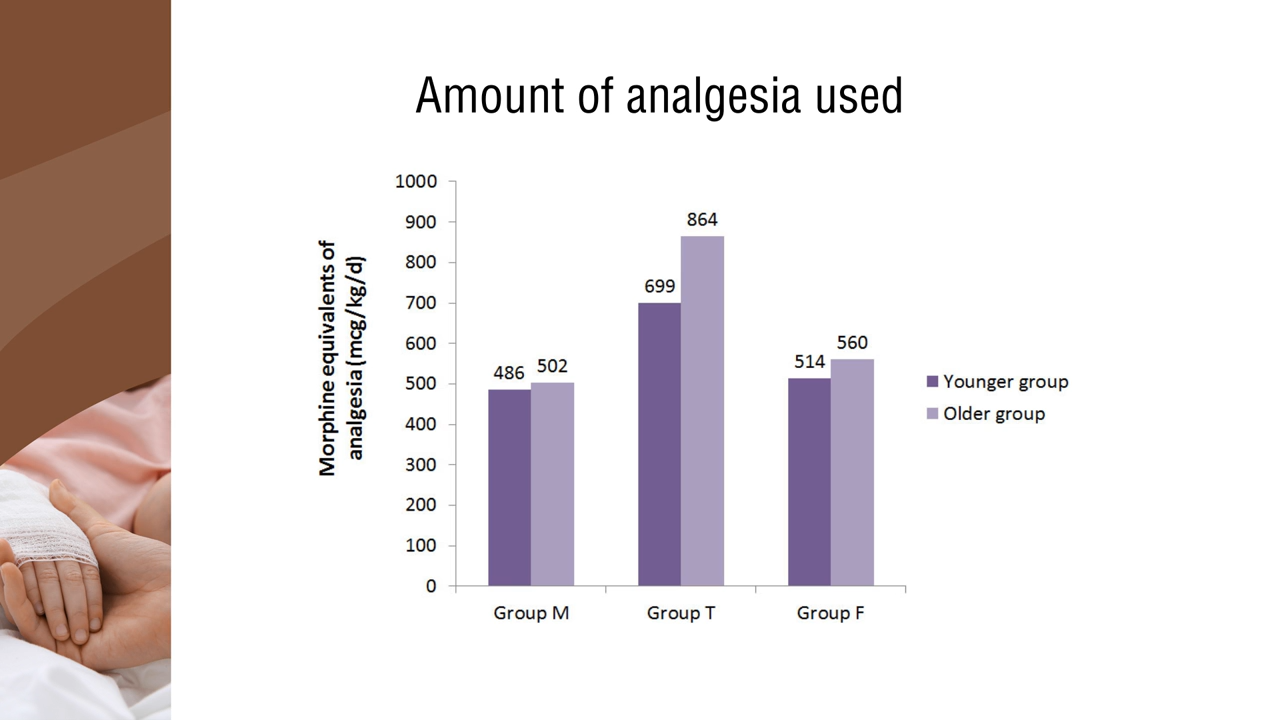 Amount of analgesia used
Morphine equivalents of
analgesia (mcg/kg/d)
1000
900
800
700
600
500
400
300
200
100
0
486
502
699
864
514
560
Group M
Group T
Group F
Younger group
Older group